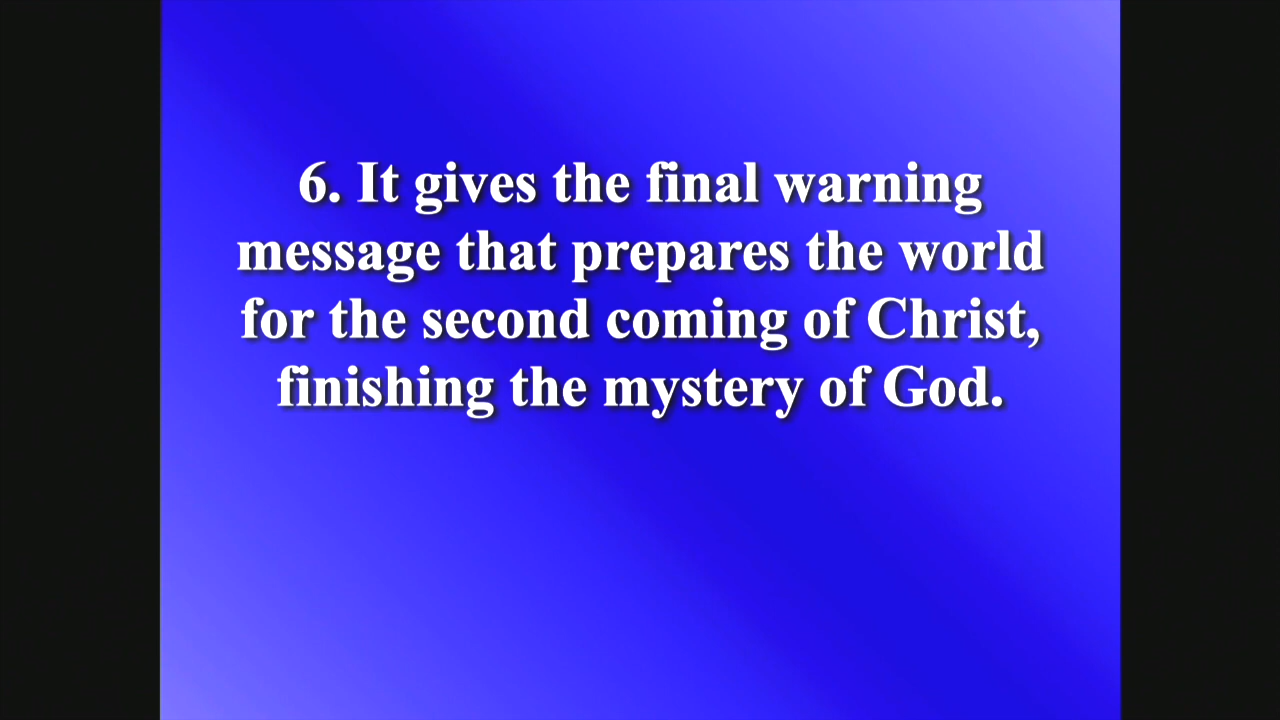 6. It gives the final warning
message that prepares the world
for the second coming of Christ,
finishing the mystery of God.